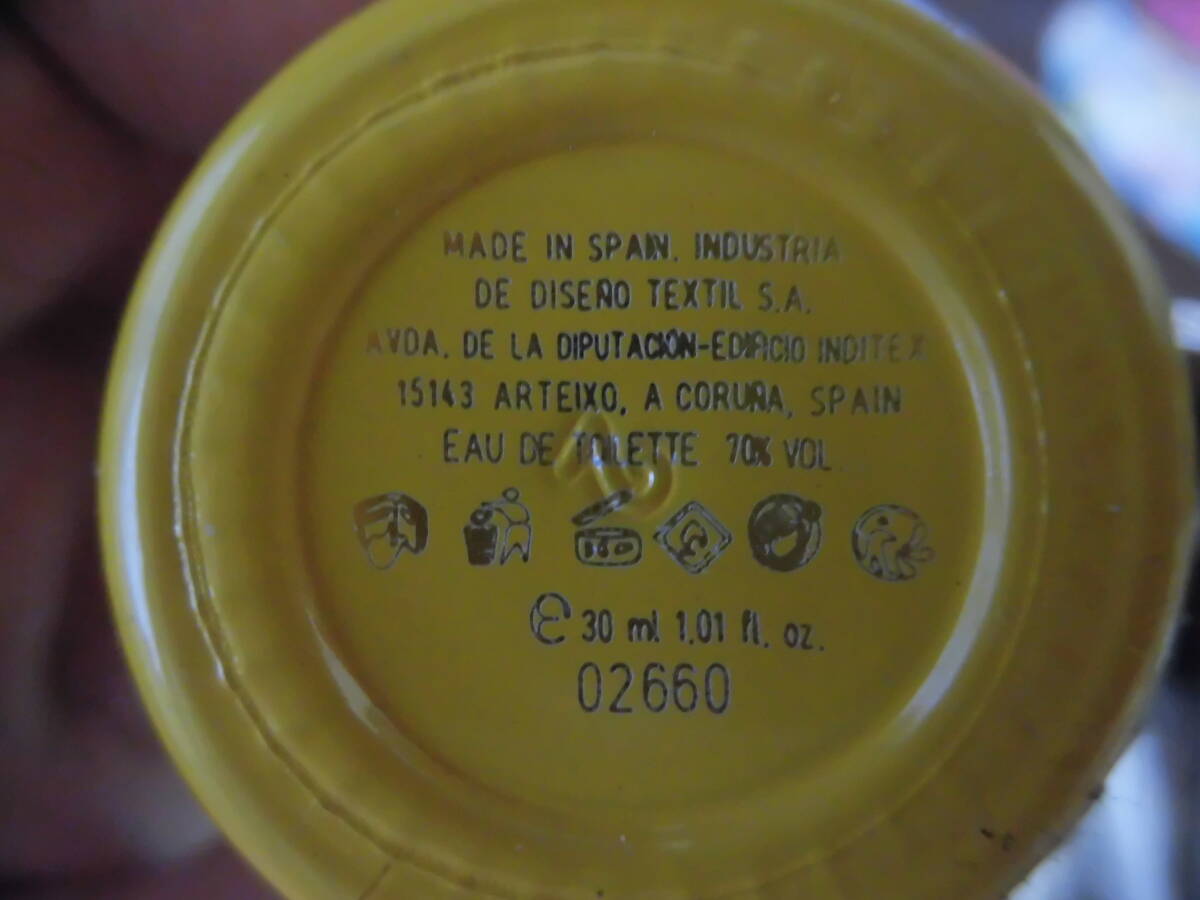 MADE IN SPAIN. INDUSTRIA
DE DISEÑO TEXTIL S.A.
AVDA. DE LA DIPUTACIÓN-EDIFICIO INDITEX
15143 ARTEIXO, A CORUÑA, SPAIN
EAU DE TOILETTE 70% VOL
℮ 30 ml 1.01 fl. oz.
02660